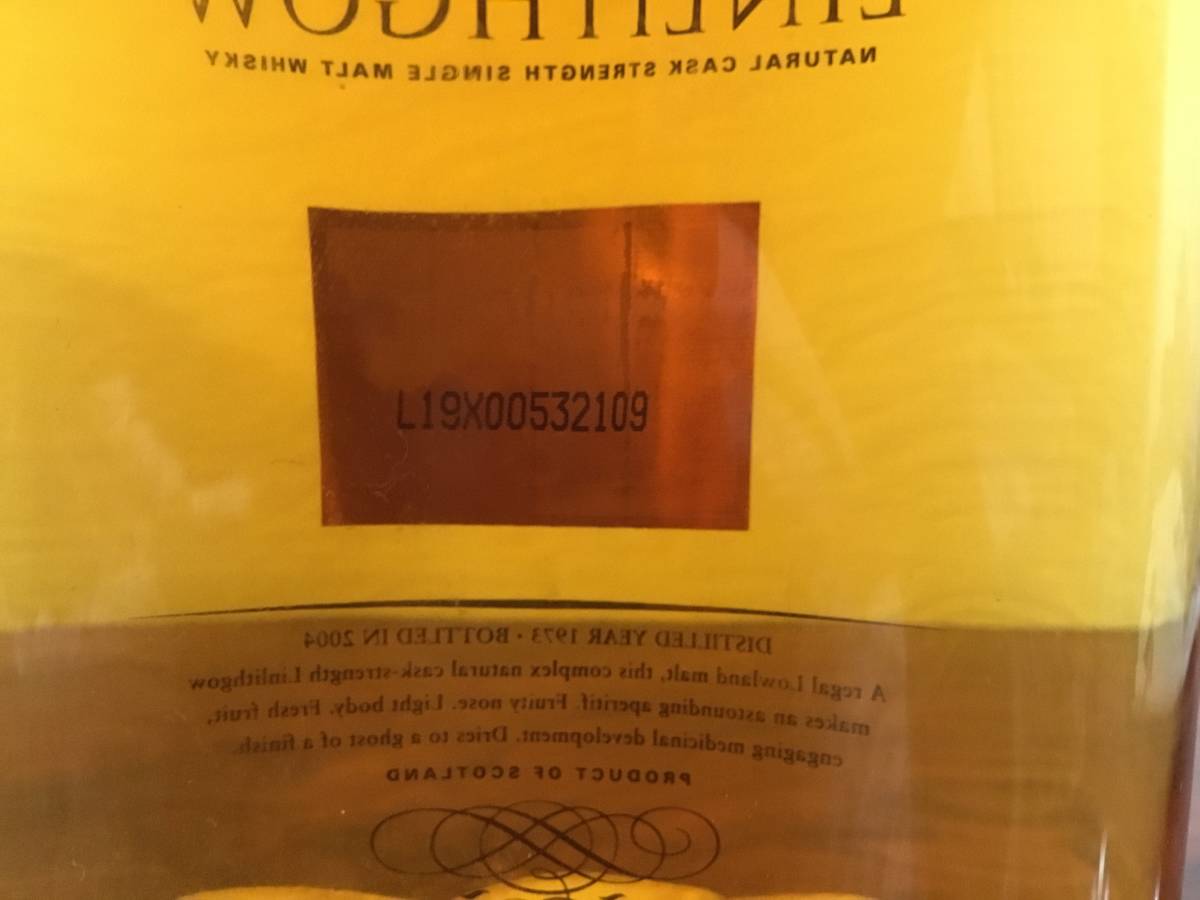 LINLITHGOW
NATURAL CASK STRENGTH SINGLE MALT WHISKY
L19X00532109
DISTILLED YEAR 1973 · BOTTLED IN 2004
A regal Lowland malt, this complex natural cask-strength Linlithgow
makes an astounding aperitif. Fruity nose. Light body. Fresh fruit,
engaging medicinal development. Dries to a ghost of a finish.
PRODUCT OF SCOTLAND